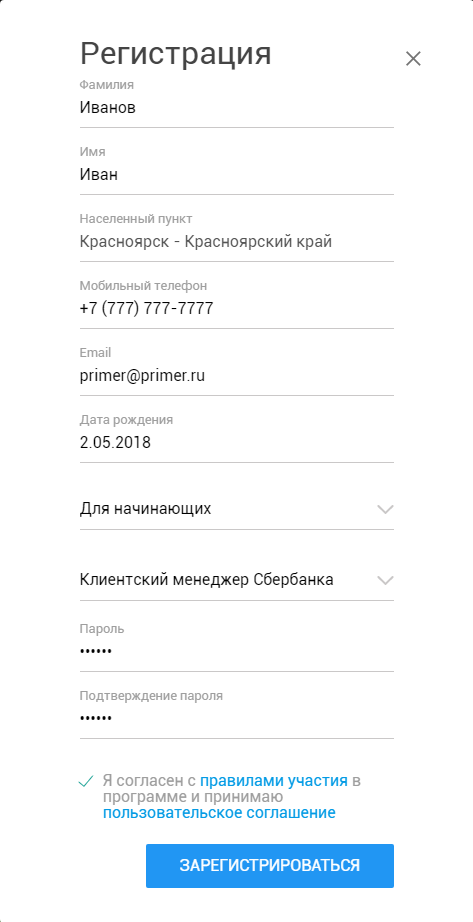 Регистрация
Фамилия
Иванов
Имя
Иван
Населенный пункт
Красноярск - Красноярский край
Мобильный телефон
+7 (777) 777-7777
Email
primer@primer.ru
Дата рождения
2.05.2018
Для начинающих
Клиентский менеджер Сбербанка
Пароль
••••••
Подтверждение пароля
••••••
Я согласен с правилами участия в
программе и принимаю
пользовательское соглашение
ЗАРЕГИСТРИРОВАТЬСЯ